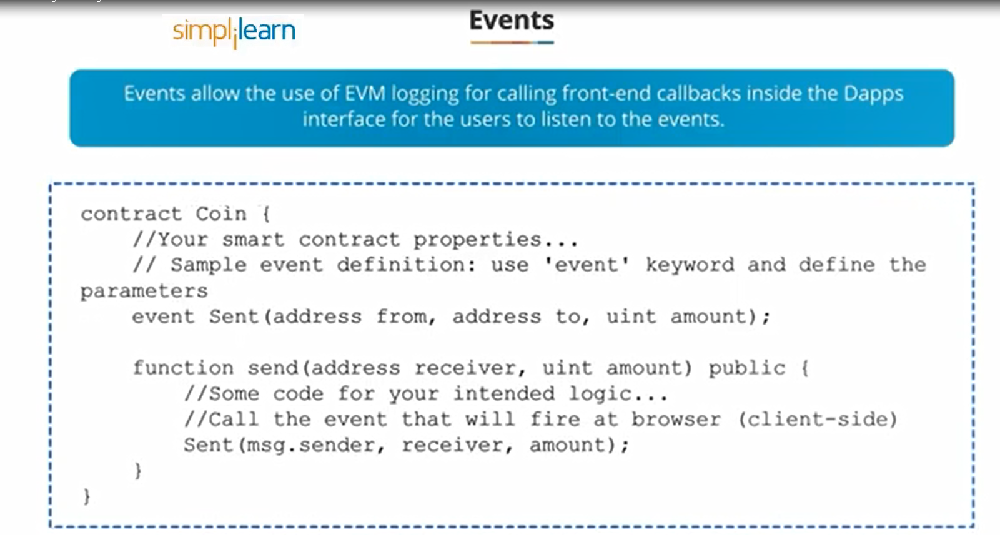 simplilearn
Events
Events allow the use of EVM logging for calling front-end callbacks inside the Dapps
interface for the users to listen to the events.
contract Coin {
//Your smart contract properties...
// Sample event definition: use 'event' keyword and define the
parameters
event Sent(address from, address to, uint amount);
function send(address receiver, uint amount) public {
//Some code for your intended logic...
//Call the event that will fire at browser (client-side)
Sent(msg.sender, receiver, amount);
}
}